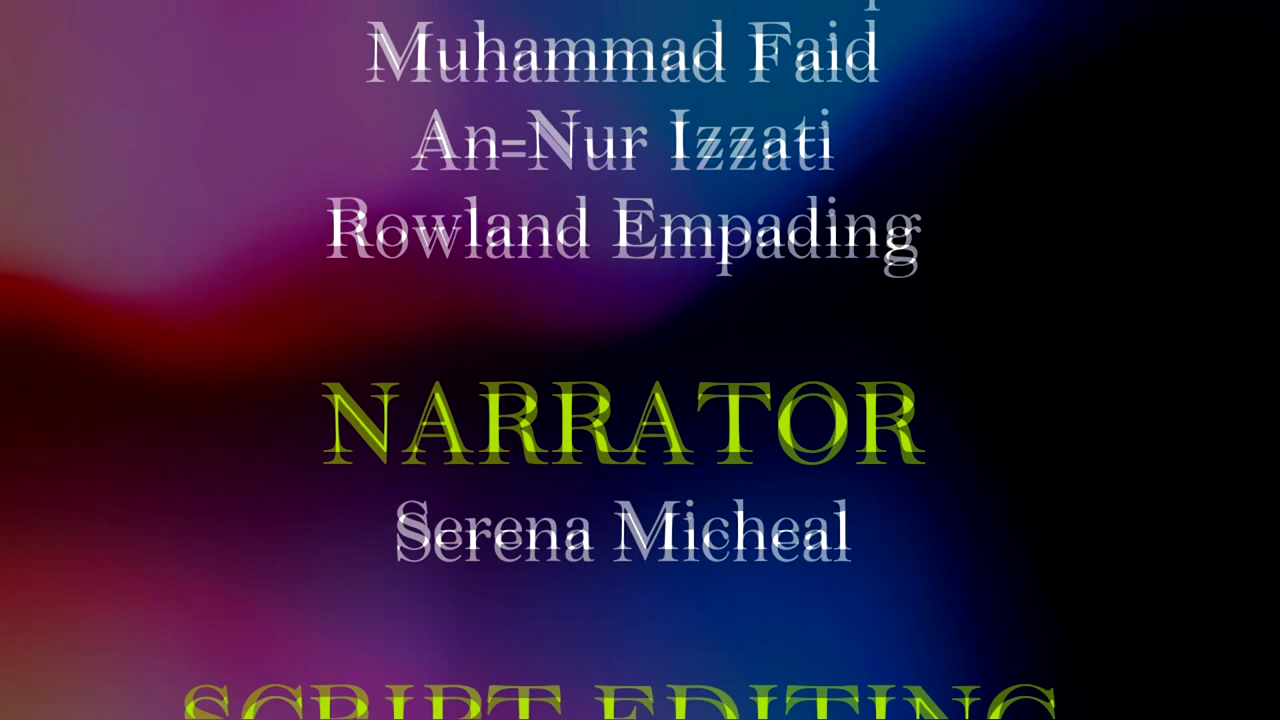 Muhammad Faid
An-Nur Izzati
Rowland Empading
NARRATOR
Serena Micheal
SCRIPT EDITING